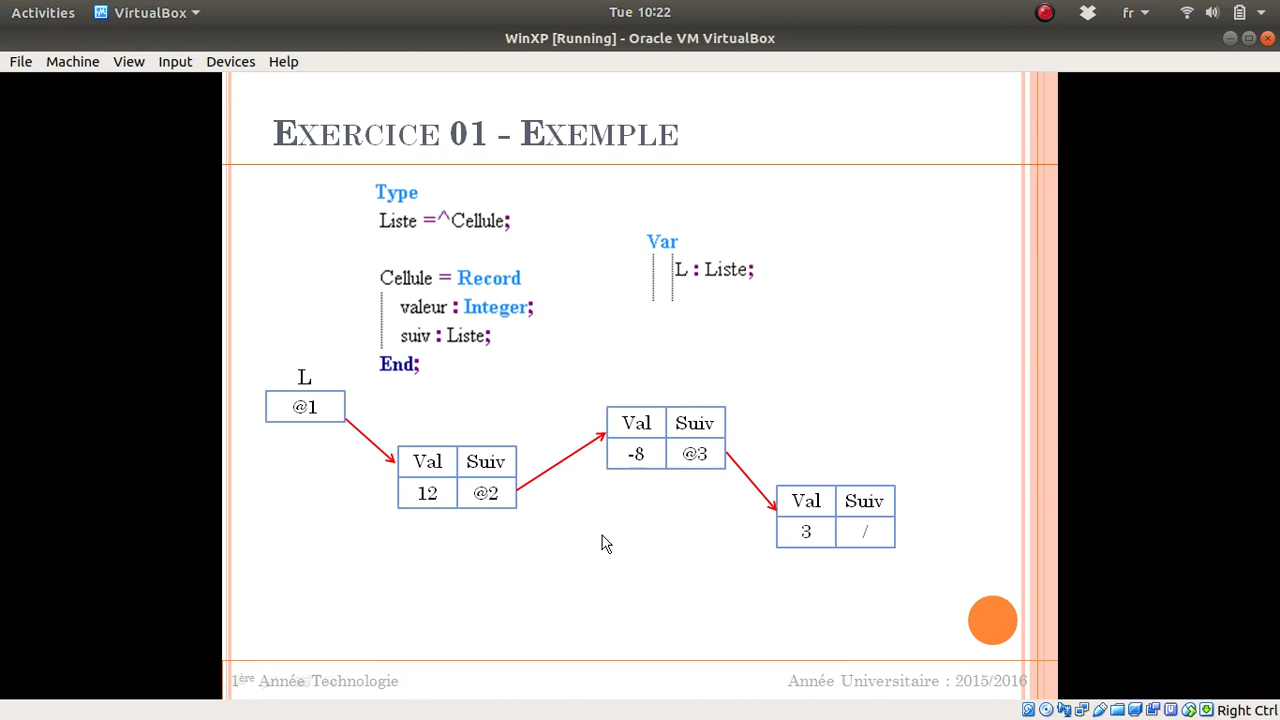 Activities VirtualBox Tue 10:22 fr
WinXP [Running] - Oracle VM VirtualBox
File Machine View Input Devices Help
EXERCICE 01 - EXEMPLE
Type
Liste =^Cellule;
Var
L : Liste;
Cellule = Record
valeur : Integer;
suiv : Liste;
End;
L
@1
Val Suiv
12 @2
Val Suiv
-8 @3
Val Suiv
3 /
1ère Année Technologie Année Universitaire : 2015/2016
Right Ctrl